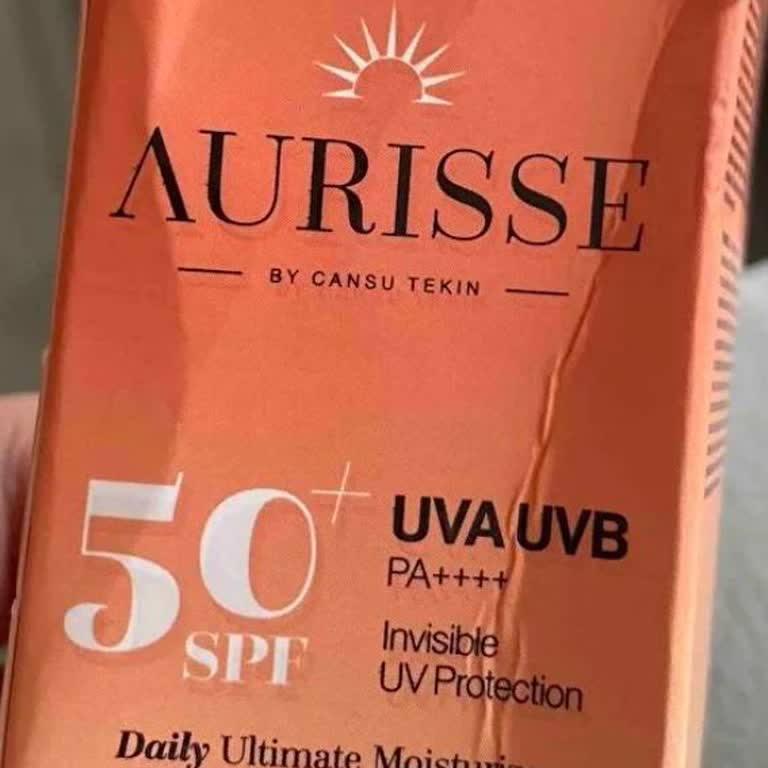 AURISSE
BY CANSU TEKIN
50+
SPF
UVA UVB
PA++++
Invisible
UV Protection
Daily Ultimate